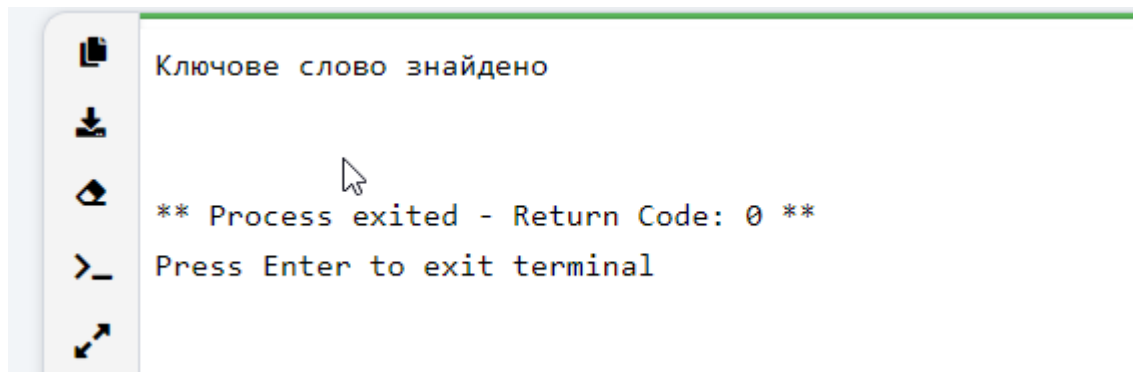 Ключове слово знайдено
** Process exited - Return Code: 0 **
Press Enter to exit terminal